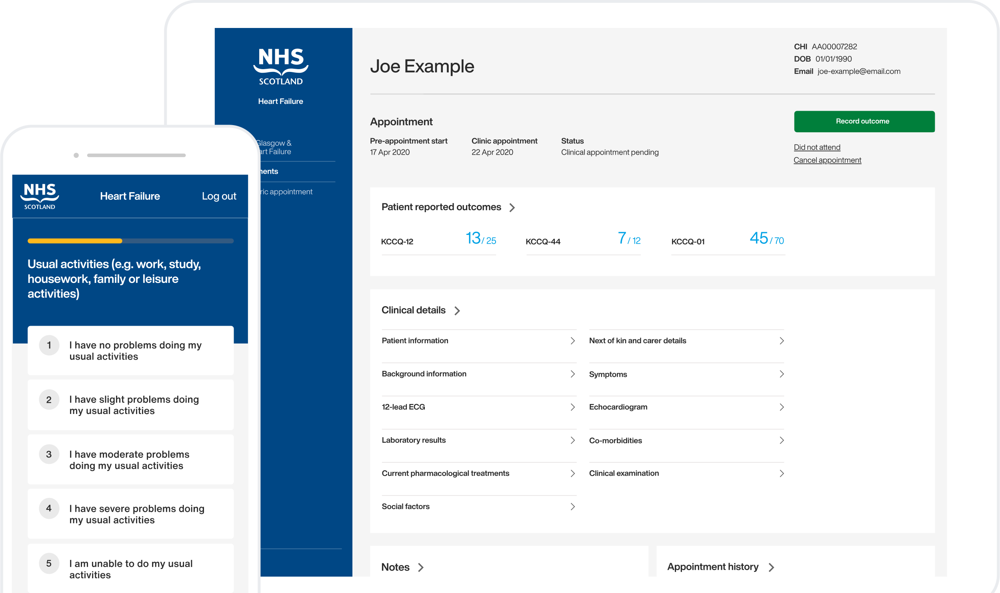 NHS
SCOTLAND
Heart Failure
Glasgow &
Failure
appointment
Joe Example
CHI AA00007282
DOB 01/01/1990
Email joe-example@email.com
Appointment
Pre-appointment start
17 Apr 2020
Clinic appointment
22 Apr 2020
Status
Clinical appointment pending
Record outcome
Did not attend
Cancel appointment
Patient reported outcomes
KCCQ-12 13/ 25
KCCQ-44 7/ 12
KCCQ-01 45/ 70
Clinical details
Patient information
Next of kin and carer details
Background information
Symptoms
12-lead ECG
Echocardiogram
Laboratory results
Co-morbidities
Current pharmacological treatments
Clinical examination
Social factors
Notes
Appointment history
NHS
SCOTLAND
Heart Failure
Log out
Usual activities (e.g. work, study,
housework, family or leisure
activities)
1
I have no problems doing my
usual activities
2
I have slight problems doing
my usual activities
3
I have moderate problems
doing my usual activities
4
I have severe problems doing
my usual activities
5
I am unable to do my usual
activities